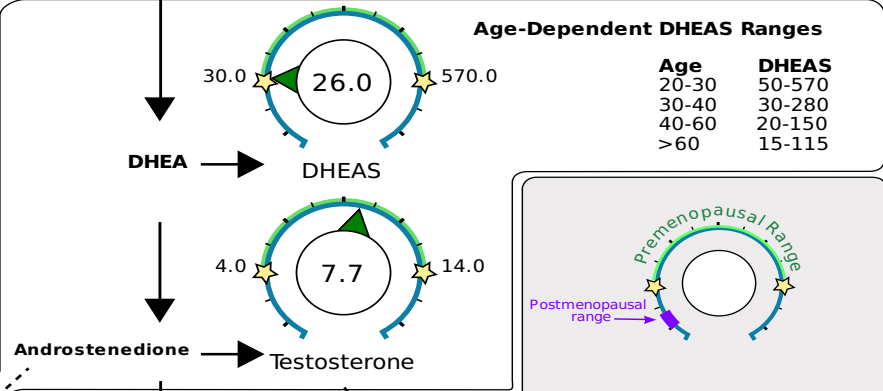 Age-Dependent DHEAS Ranges
30.0 26.0 570.0
Age DHEAS
20-30 50-570
30-40 30-280
40-60 20-150
>60 15-115
DHEA
DHEAS
4.0 7.7 14.0
Premenopausal Range
Postmenopausal
range
Androstenedione
Testosterone